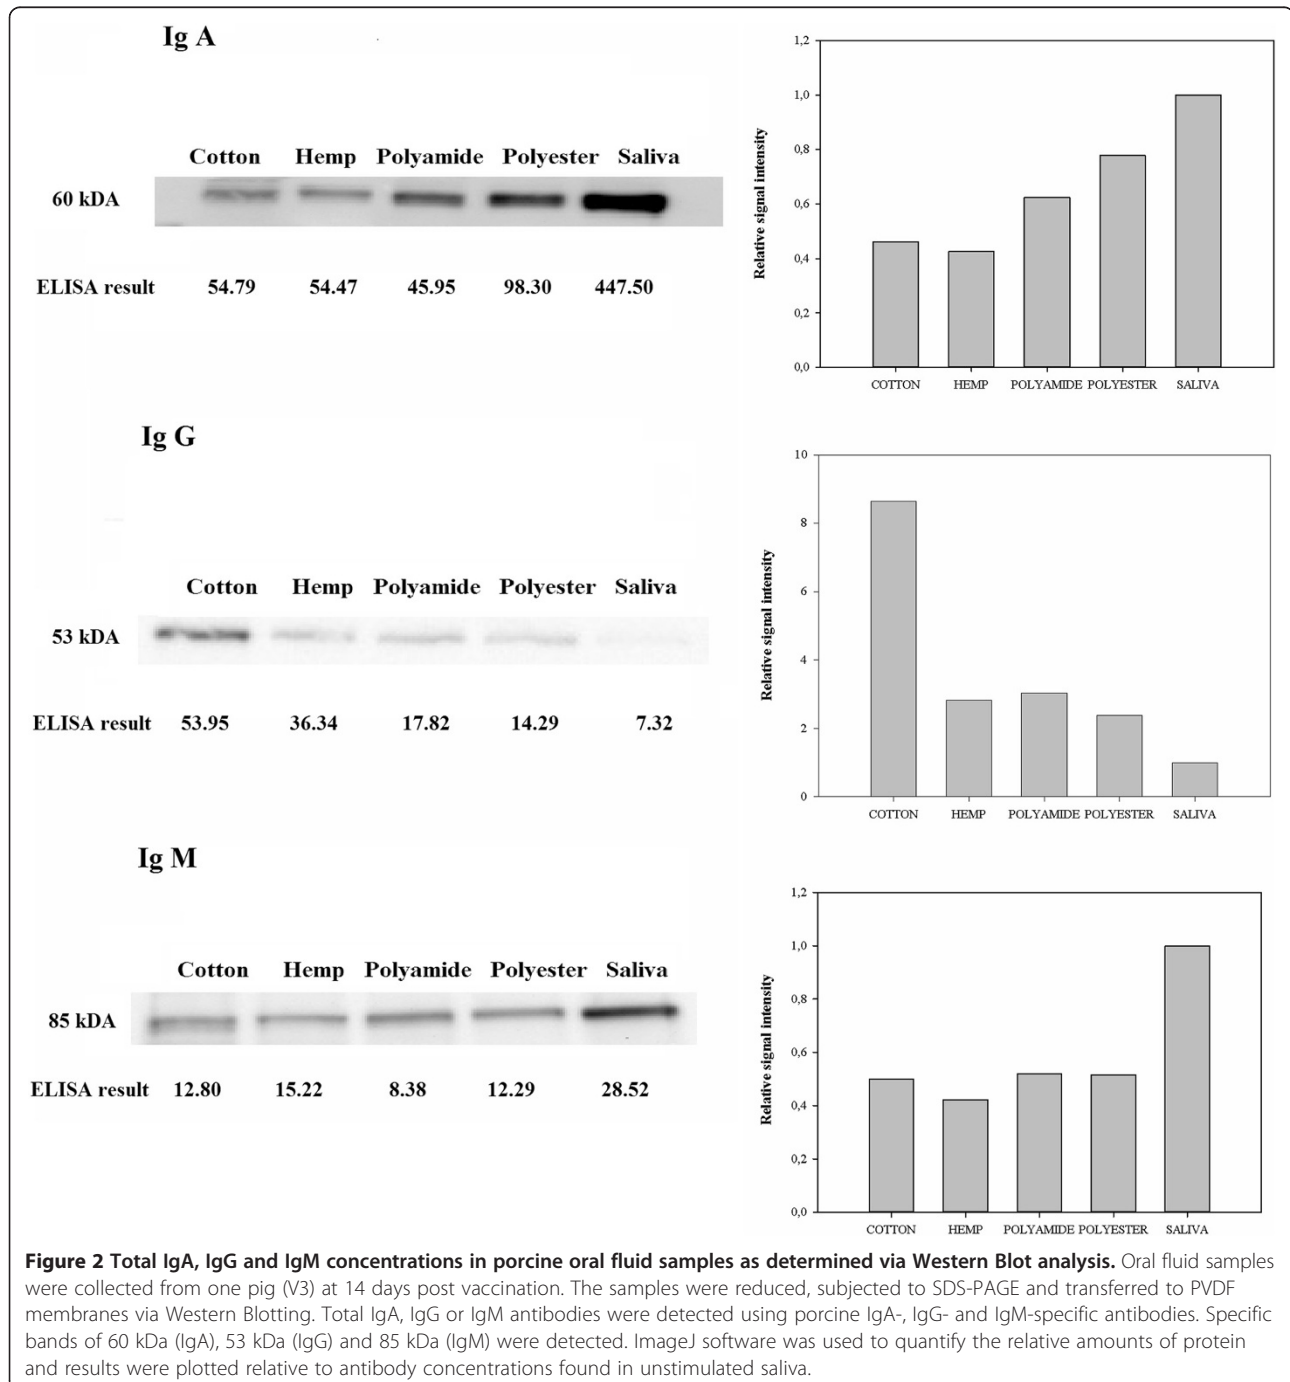 Ig A
Cotton Hemp Polyamide Polyester Saliva
60 kDA
ELISA result 54.79 54.47 45.95 98.30 447.50
1,2
1,0
0,8
0,6
0,4
0,2
0,0
Relative signal intensity
COTTON HEMP POLYAMIDE POLYESTER SALIVA
Ig G
Cotton Hemp Polyamide Polyester Saliva
53 kDA
ELISA result 53.95 36.34 17.82 14.29 7.32
10
8
6
4
2
0
Relative signal intensity
COTTON HEMP POLYAMIDE POLYESTER SALIVA
Ig M
Cotton Hemp Polyamide Polyester Saliva
85 kDA
ELISA result 12.80 15.22 8.38 12.29 28.52
1,2
1,0
0,8
0,6
0,4
0,2
0,0
Relative signal intensity
COTTON HEMP POLYAMIDE POLYESTER SALIVA
Figure 2 Total IgA, IgG and IgM concentrations in porcine oral fluid samples as determined via Western Blot analysis. Oral fluid samples
were collected from one pig (V3) at 14 days post vaccination. The samples were reduced, subjected to SDS-PAGE and transferred to PVDF
membranes via Western Blotting. Total IgA, IgG or IgM antibodies were detected using porcine IgA-, IgG- and IgM-specific antibodies. Specific
bands of 60 kDa (IgA), 53 kDa (IgG) and 85 kDa (IgM) were detected. ImageJ software was used to quantify the relative amounts of protein
and results were plotted relative to antibody concentrations found in unstimulated saliva.